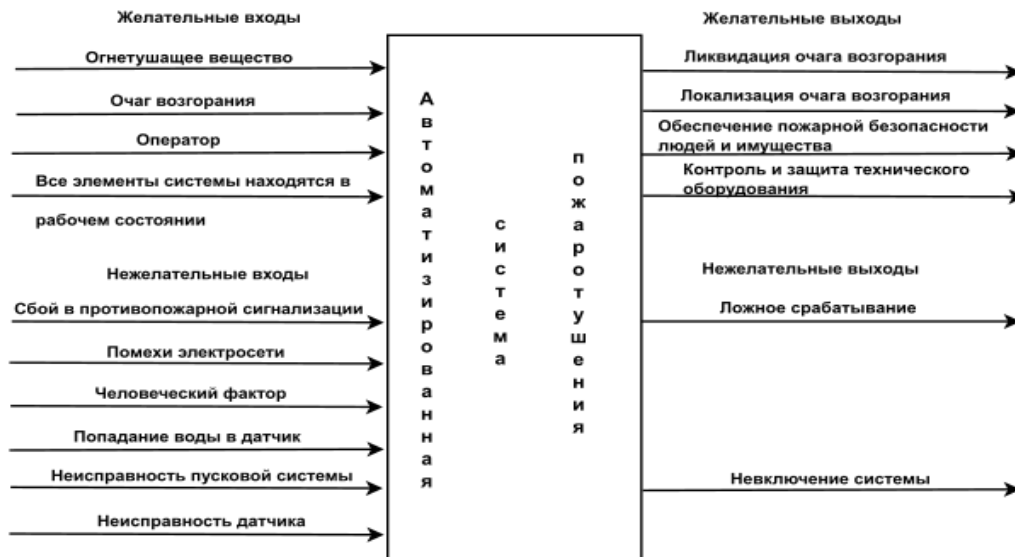 Желательные входы
Огнетушащее вещество
Очаг возгорания
Оператор
Все элементы системы находятся в
рабочем состоянии
Нежелательные входы
Сбой в противопожарной сигнализации
Помехи электросети
Человеческий фактор
Попадание воды в датчик
Неисправность пусковой системы
Неисправность датчика
Автоматизированная
система
пожаротушения
Желательные выходы
Ликвидация очага возгорания
Локализация очага возгорания
Обеспечение пожарной безопасности
людей и имущества
Контроль и защита технического
оборудования
Нежелательные выходы
Ложное срабатывание
Невключение системы